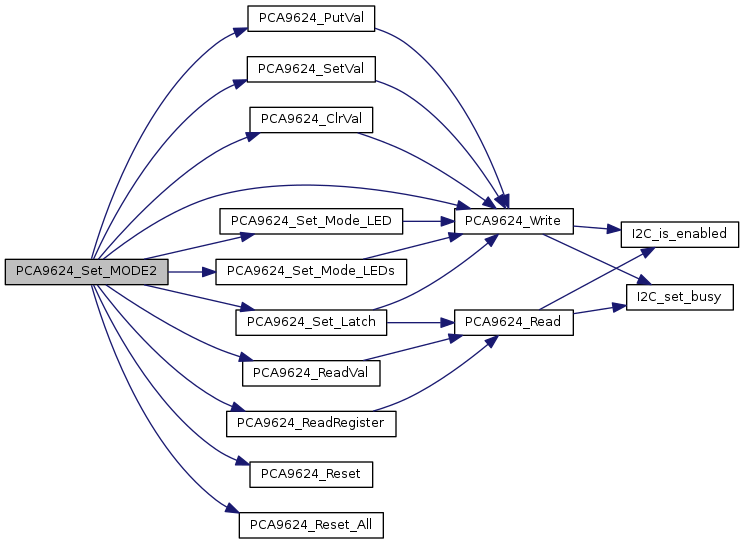 PCA9624_PutVal
PCA9624_SetVal
PCA9624_ClrVal
PCA9624_Set_Mode_LED
PCA9624_Write
I2C_is_enabled
PCA9624_Set_MODE2
PCA9624_Set_Mode_LEDs
I2C_set_busy
PCA9624_Set_Latch
PCA9624_Read
PCA9624_ReadVal
PCA9624_ReadRegister
PCA9624_Reset
PCA9624_Reset_All